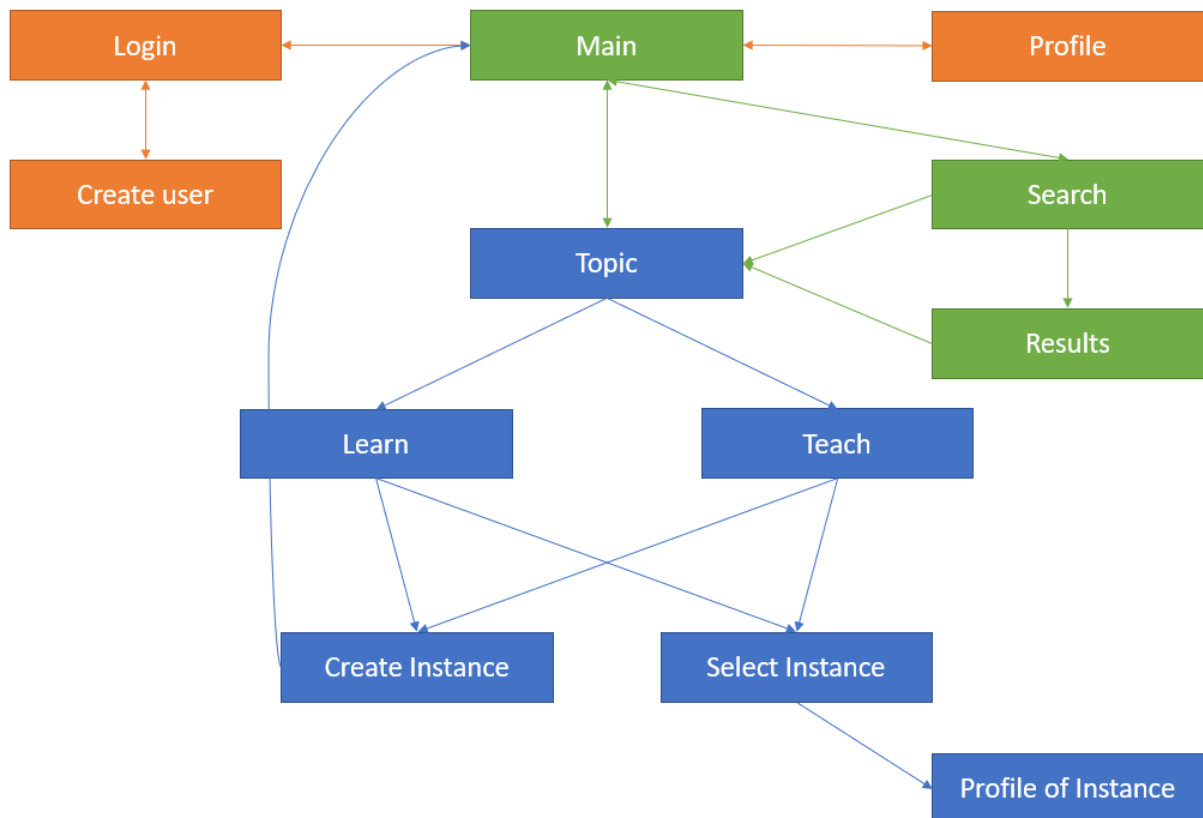 Login
Main
Profile
Create user
Search
Topic
Results
Learn
Teach
Create Instance
Select Instance
Profile of Instance